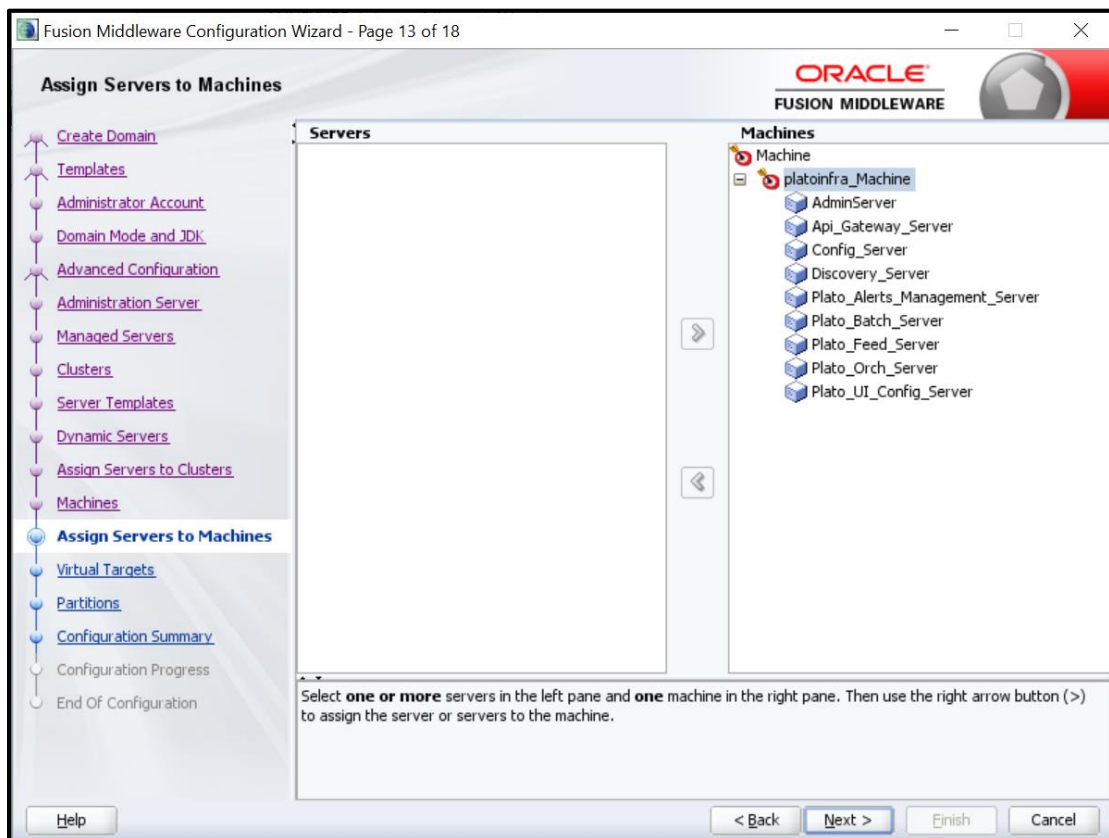 Fusion Middleware Configuration Wizard - Page 13 of 18
Assign Servers to Machines
ORACLE
FUSION MIDDLEWARE
Create Domain
Templates
Administrator Account
Domain Mode and JDK
Advanced Configuration
Administration Server
Managed Servers
Clusters
Server Templates
Dynamic Servers
Assign Servers to Clusters
Machines
Assign Servers to Machines
Virtual Targets
Partitions
Configuration Summary
Configuration Progress
End Of Configuration
Servers
Machines
Machine
platoinfra_Machine
AdminServer
Api_Gateway_Server
Config_Server
Discovery_Server
Plato_Alerts_Management_Server
Plato_Batch_Server
Plato_Feed_Server
Plato_Orch_Server
Plato_UI_Config_Server
Select one or more servers in the left pane and one machine in the right pane. Then use the right arrow button (>)
to assign the server or servers to the machine.
Help
< Back
Next >
Finish
Cancel